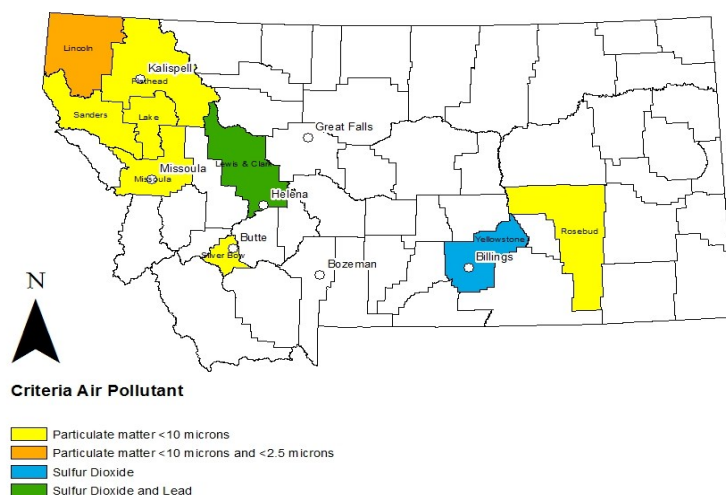 Lincoln
Kalispell
Flathead
Sanders
Lake
Great Falls
Lewis & Clark
Missoula
Missoula
Helena
Rosebud
Butte
Yellowstone
Silver Bow
Billings
Bozeman
N
Criteria Air Pollutant
Particulate matter <10 microns
Particulate matter <10 microns and <2.5 microns
Sulfur Dioxide
Sulfur Dioxide and Lead